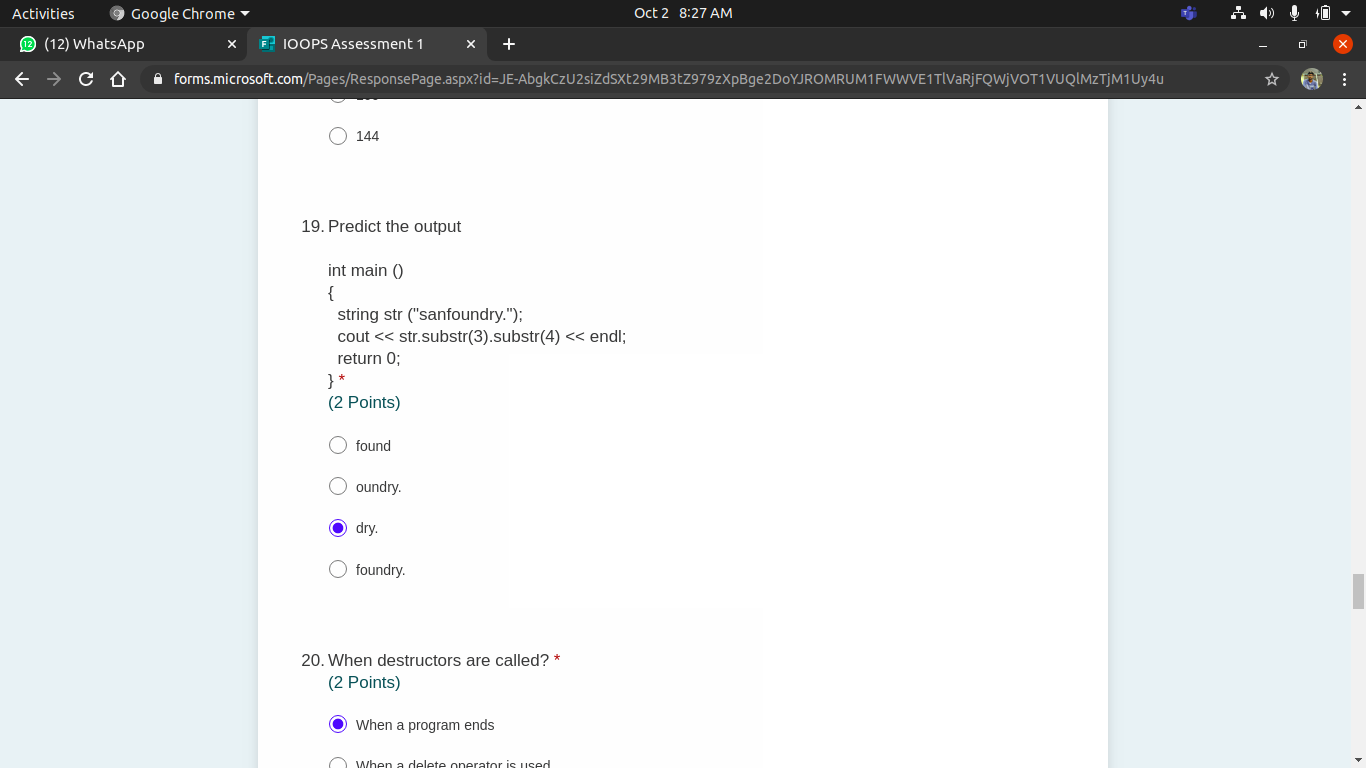 Activities
Google Chrome
Oct 2 8:27 AM
12
(12) WhatsApp
IOOPS Assessment 1
forms.microsoft.com/Pages/ResponsePage.aspx?id=JE-AbgkCzU2siZdSXt29MB3tZ979zXpBge2DoYJROMRUM1FWWVE1TlVaRjFQWjVOT1VUQlMzTjM1Uy4u
144
19. Predict the output
int main ()
{
string str ("sanfoundry.");
cout << str.substr(3).substr(4) << endl;
return 0;
} *
(2 Points)
found
oundry.
dry.
foundry.
20. When destructors are called? *
(2 Points)
When a program ends
When a delete operator is used